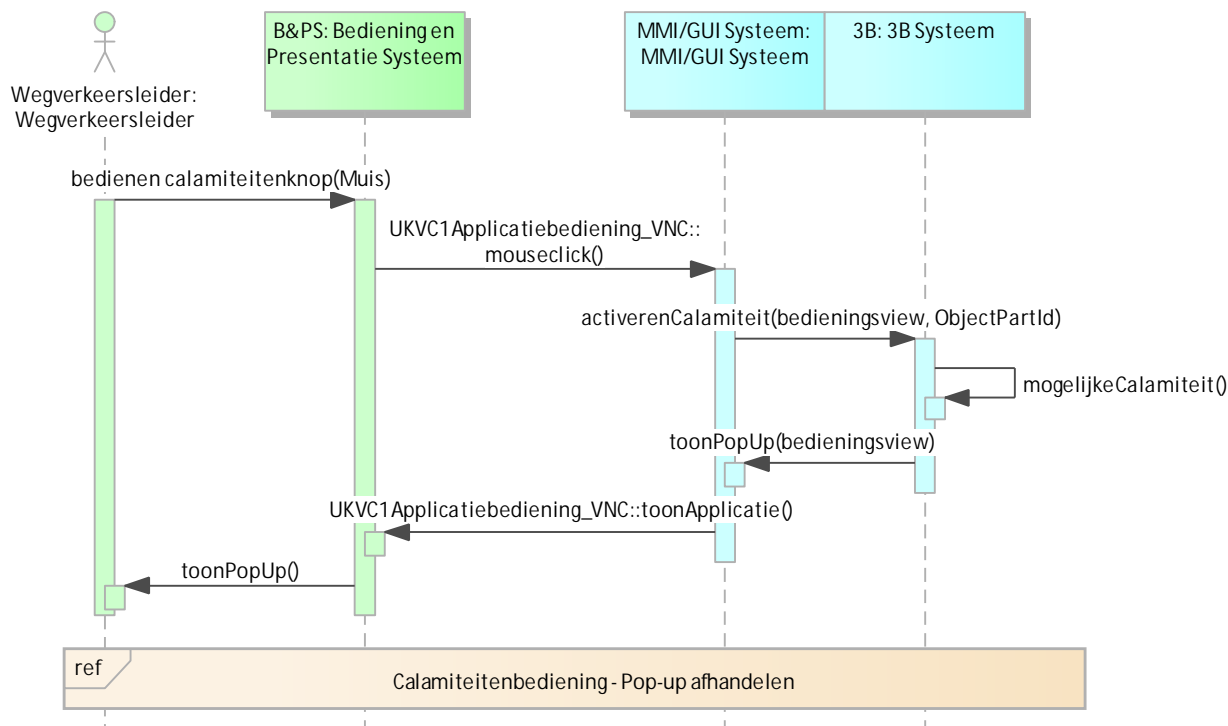 B&PS: Bediening en
Presentatie Systeem
MMI/GUI Systeem:
MMI/GUI Systeem
3B: 3B Systeem
Wegverkeersleider:
Wegverkeersleider
bedienen calamiteitenknop(Muis)
UKVC1Applicatiebediening_VNC::
mouseclick()
activerenCalamiteit(bedieningsview, ObjectPartId)
mogelijkeCalamiteit()
toonPopUp(bedieningsview)
UKVC1Applicatiebediening_VNC::toonApplicatie()
toonPopUp()
ref
Calamiteitenbediening - Pop-up afhandelen